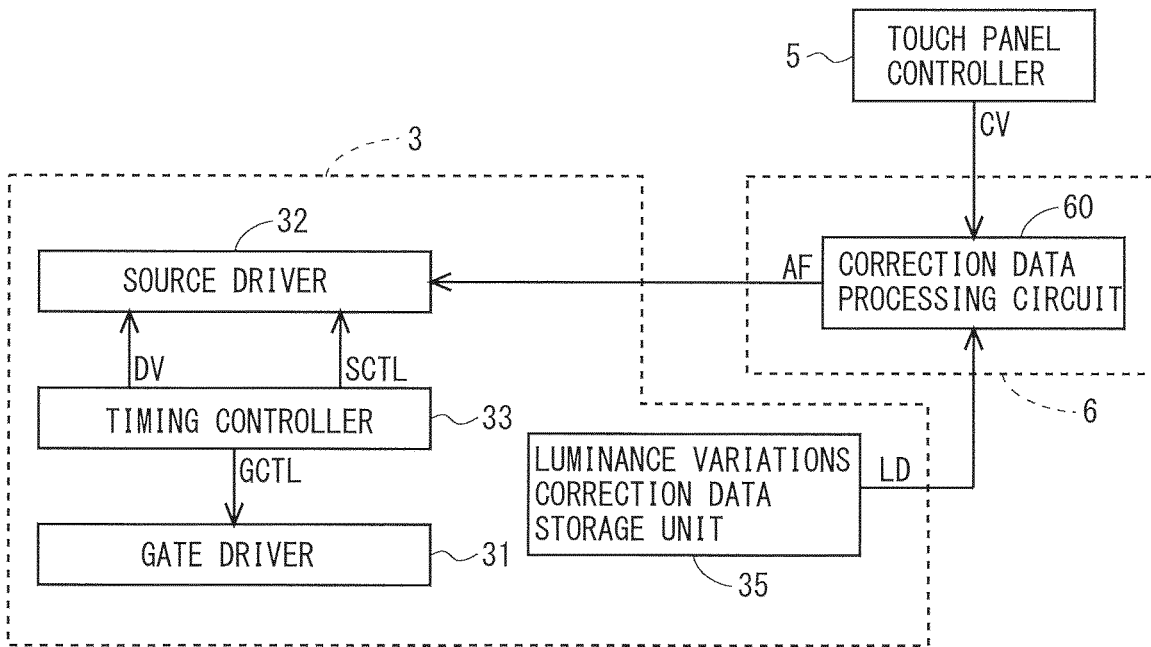 TOUCH PANEL
CONTROLLER
5
CV
3
32
60
SOURCE DRIVER
AF
CORRECTION DATA
PROCESSING CIRCUIT
DV
SCTL
6
TIMING CONTROLLER
33
GCTL
LUMINANCE VARIATIONS
CORRECTION DATA
STORAGE UNIT
LD
GATE DRIVER
31
35